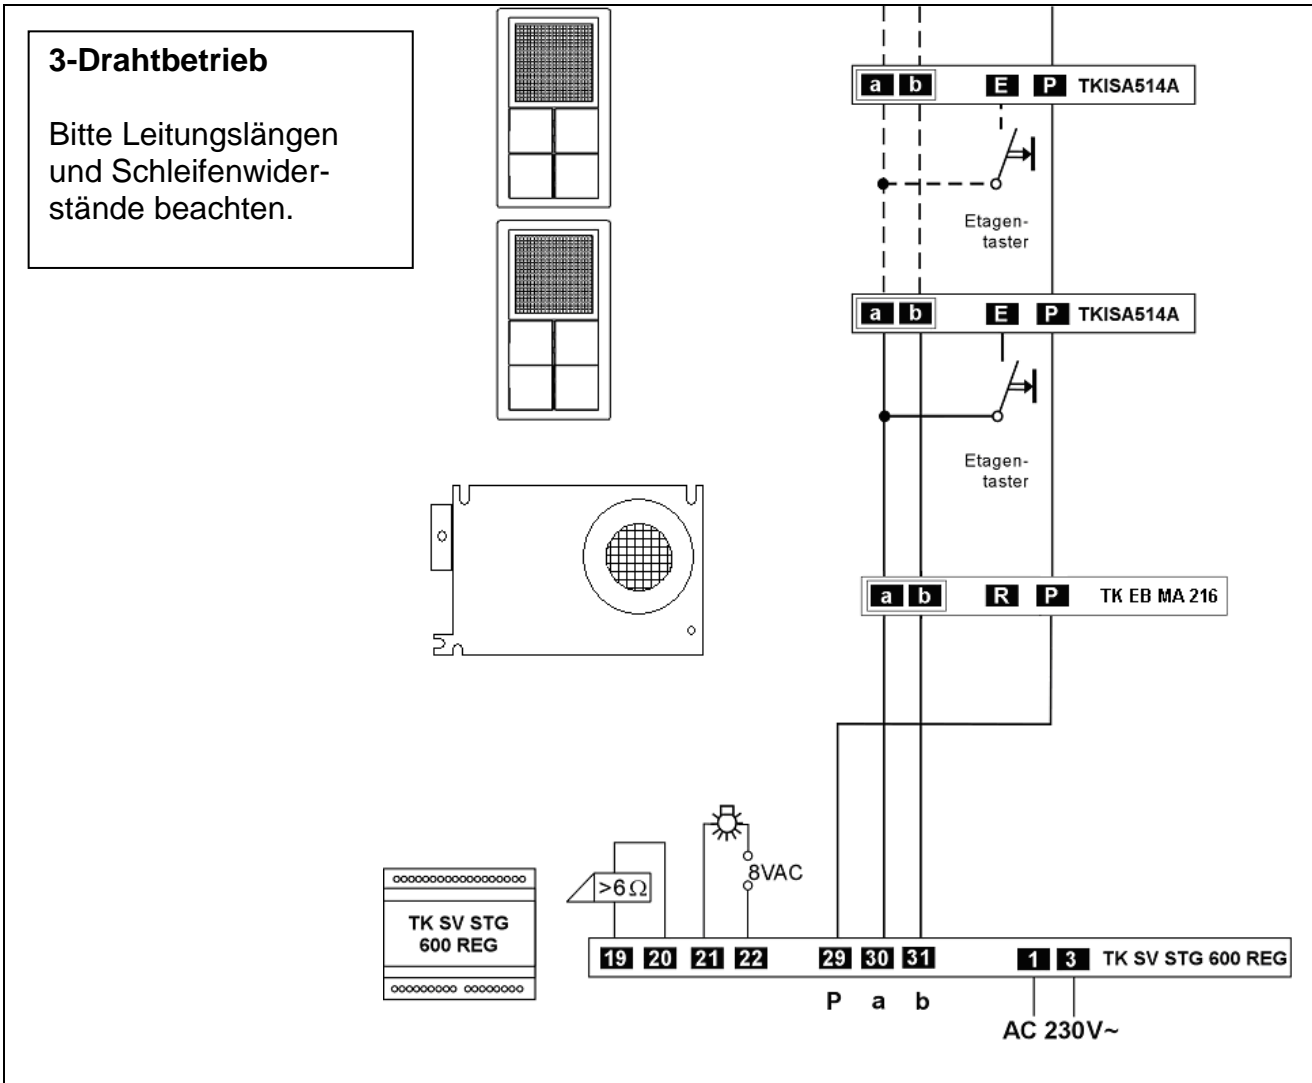 3-Drahtbetrieb
Bitte Leitungslängen
und Schleifenwider-
stände beachten.
a b E P TKISA514A
Etagen-
taster
a b E P TKISA514A
Etagen-
taster
a b R P TK EB MA 216
8VAC
>6 Ω
TK SV STG
600 REG
19 20 21 22 29 30 31 1 3 TK SV STG 600 REG
P a b
AC 230V~